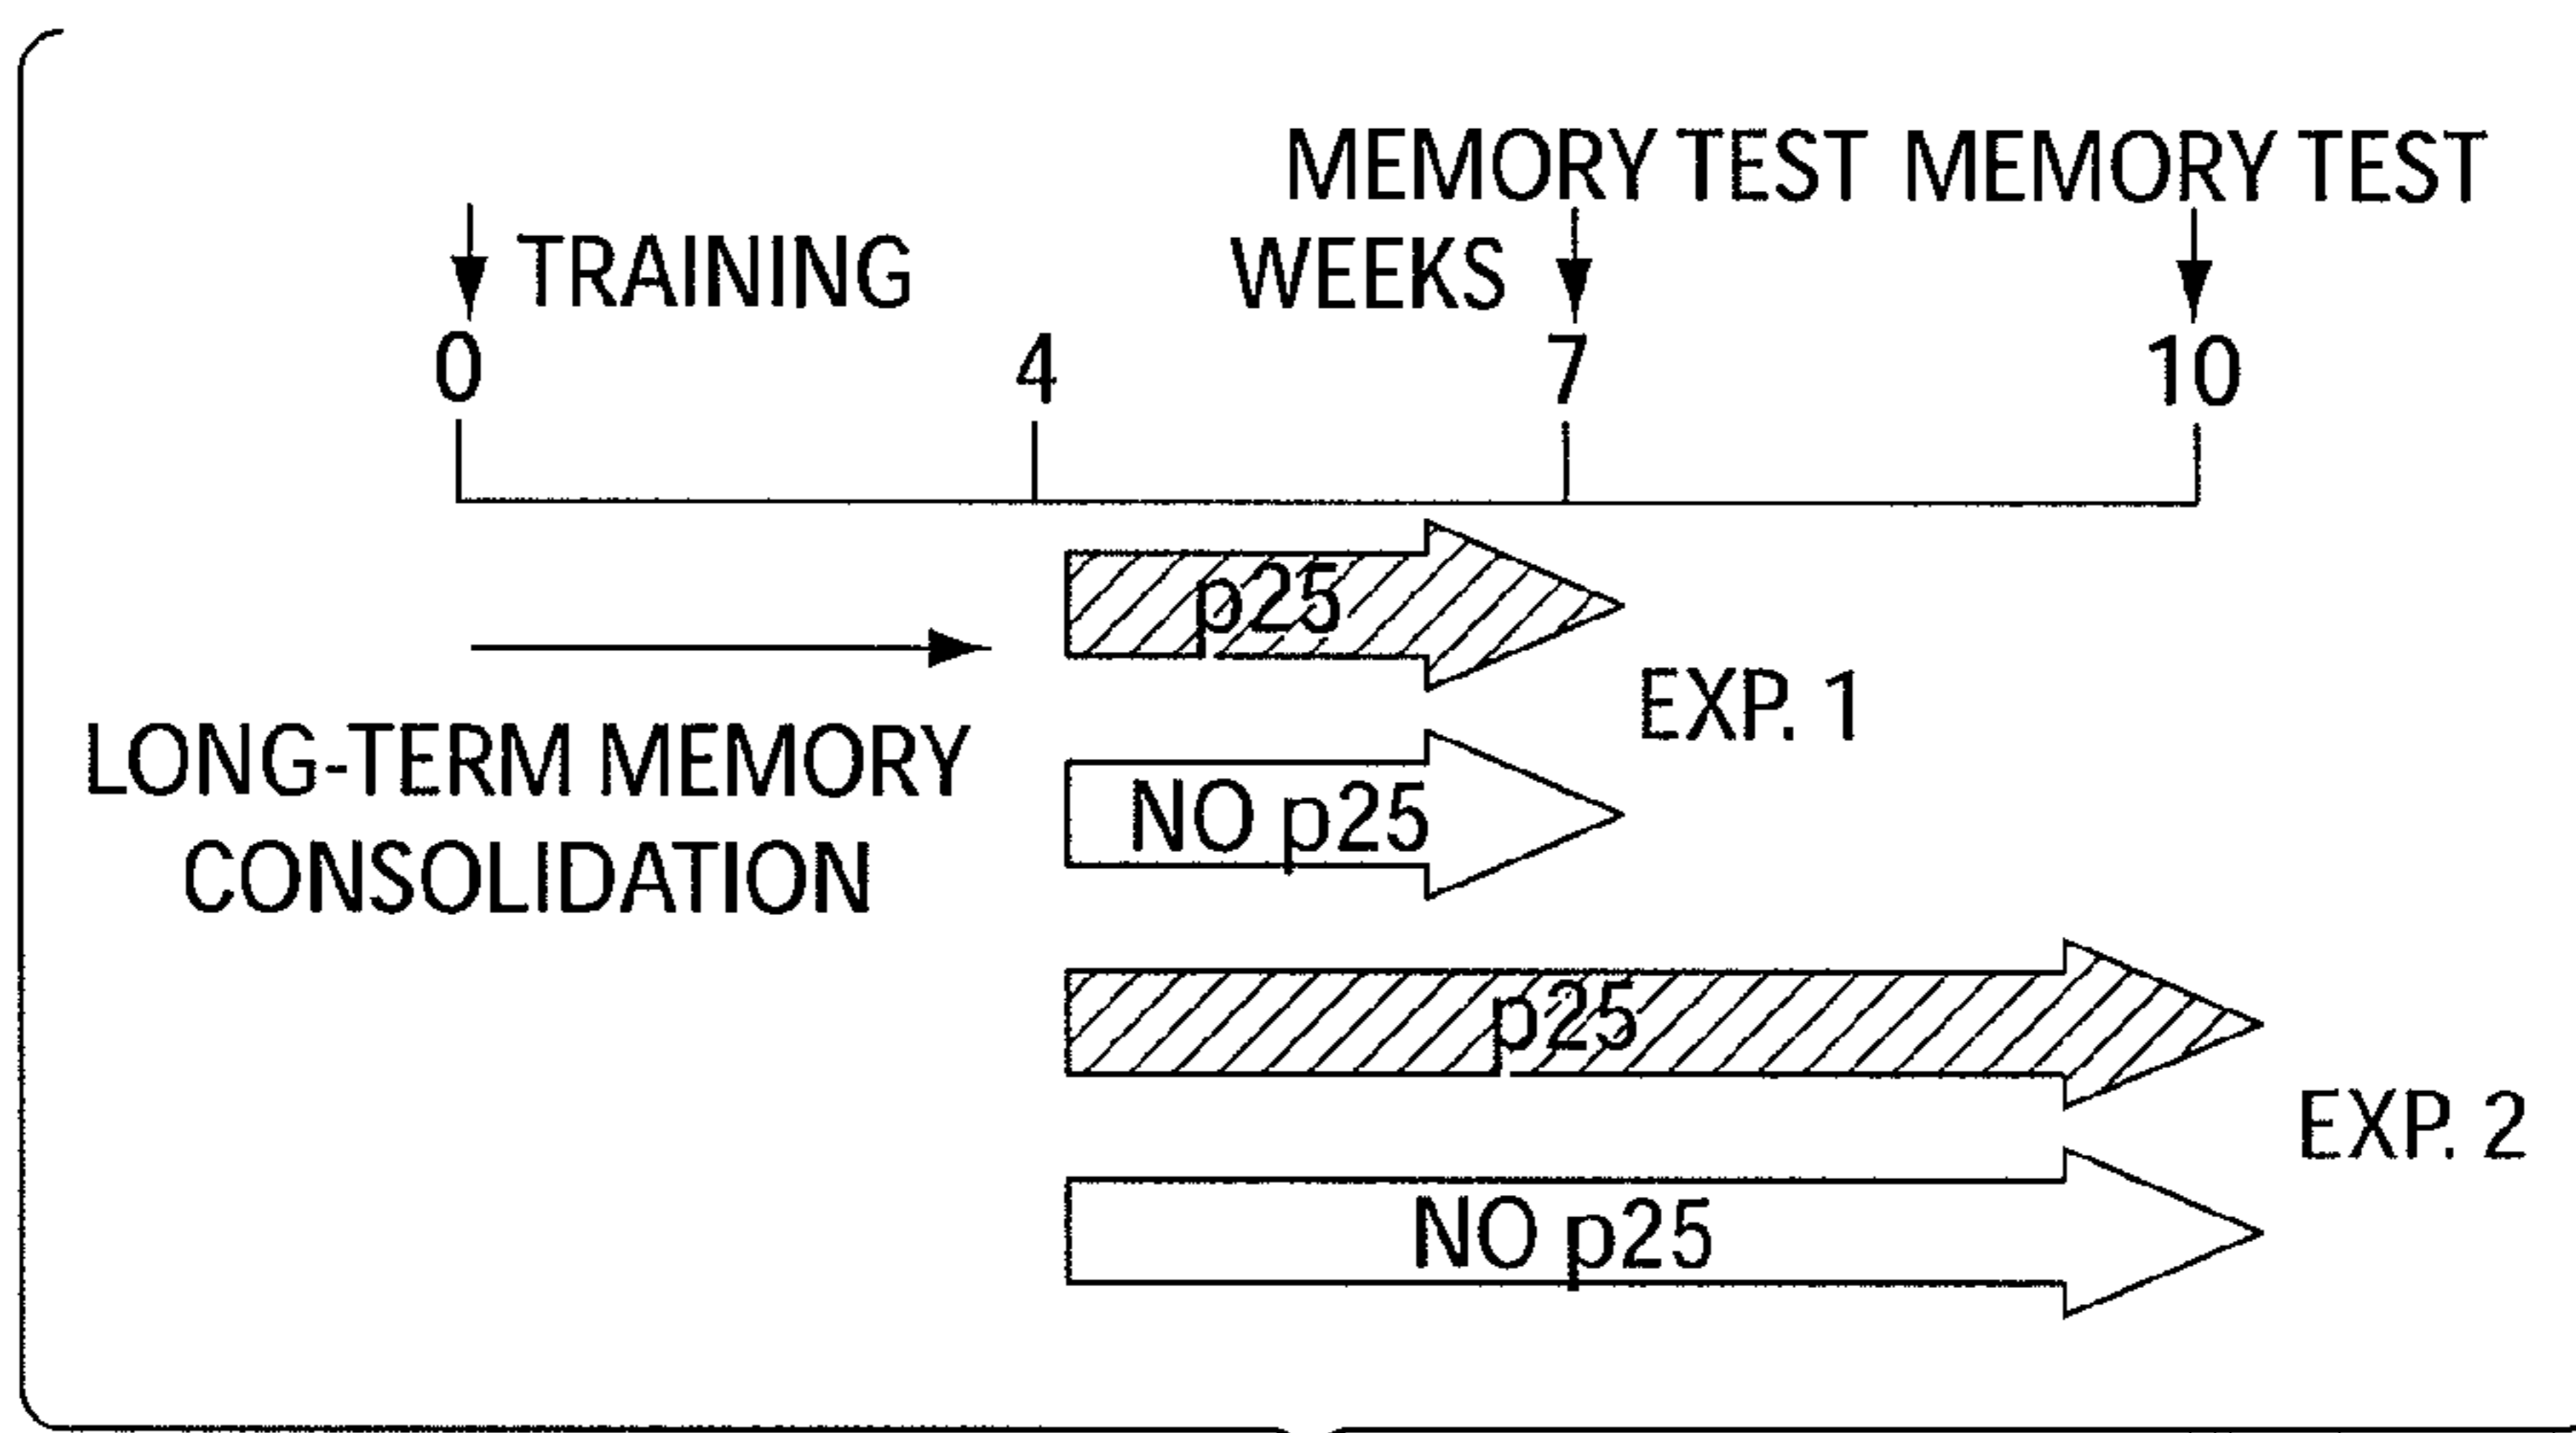 MEMORY TEST MEMORY TEST
TRAINING
WEEKS
0 4 7 10
p25
EXP. 1
LONG-TERM MEMORY
CONSOLIDATION
NO p25
p25
EXP. 2
NO p25